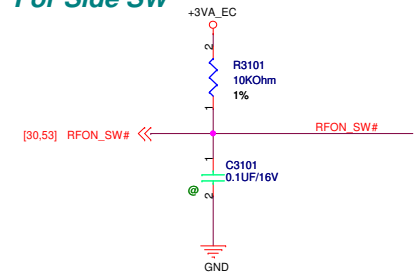 For Side SW
+3VA_EC
2
R3101
10KOhm
1%
1
[30,53] RFON_SW#
RFON_SW#
1
C3101
0.1UF/16V
@
2
GND